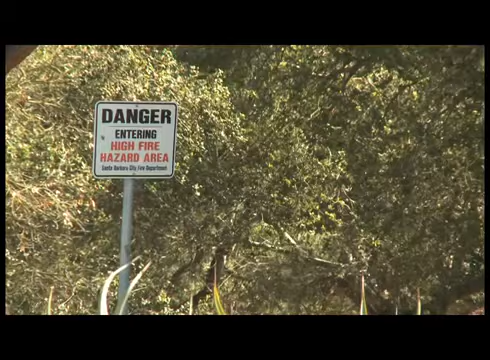 DANGER
ENTERING
HIGH FIRE
HAZARD AREA
Santa Barbara City Fire Department